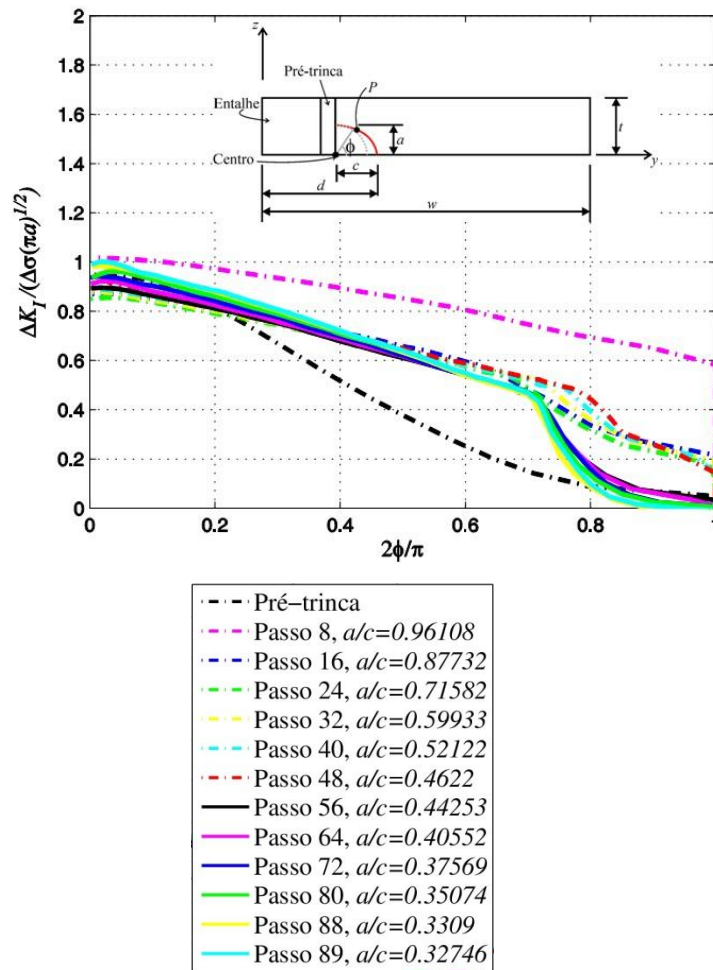 2
1.8
1.6
1.4
1.2
1
0.8
0.6
0.4
0.2
0
ΔK_I/(Δσ(πa)^{1/2})
z
Pré-trinca
P
Entalhe
Centro
ϕ
a
t
y
c
d
w
0
0.2
0.4
0.6
0.8
1
2ϕ/π
Pré−trinca
Passo 8, a/c=0.96108
Passo 16, a/c=0.87732
Passo 24, a/c=0.71582
Passo 32, a/c=0.59933
Passo 40, a/c=0.52122
Passo 48, a/c=0.4622
Passo 56, a/c=0.44253
Passo 64, a/c=0.40552
Passo 72, a/c=0.37569
Passo 80, a/c=0.35074
Passo 88, a/c=0.3309
Passo 89, a/c=0.32746